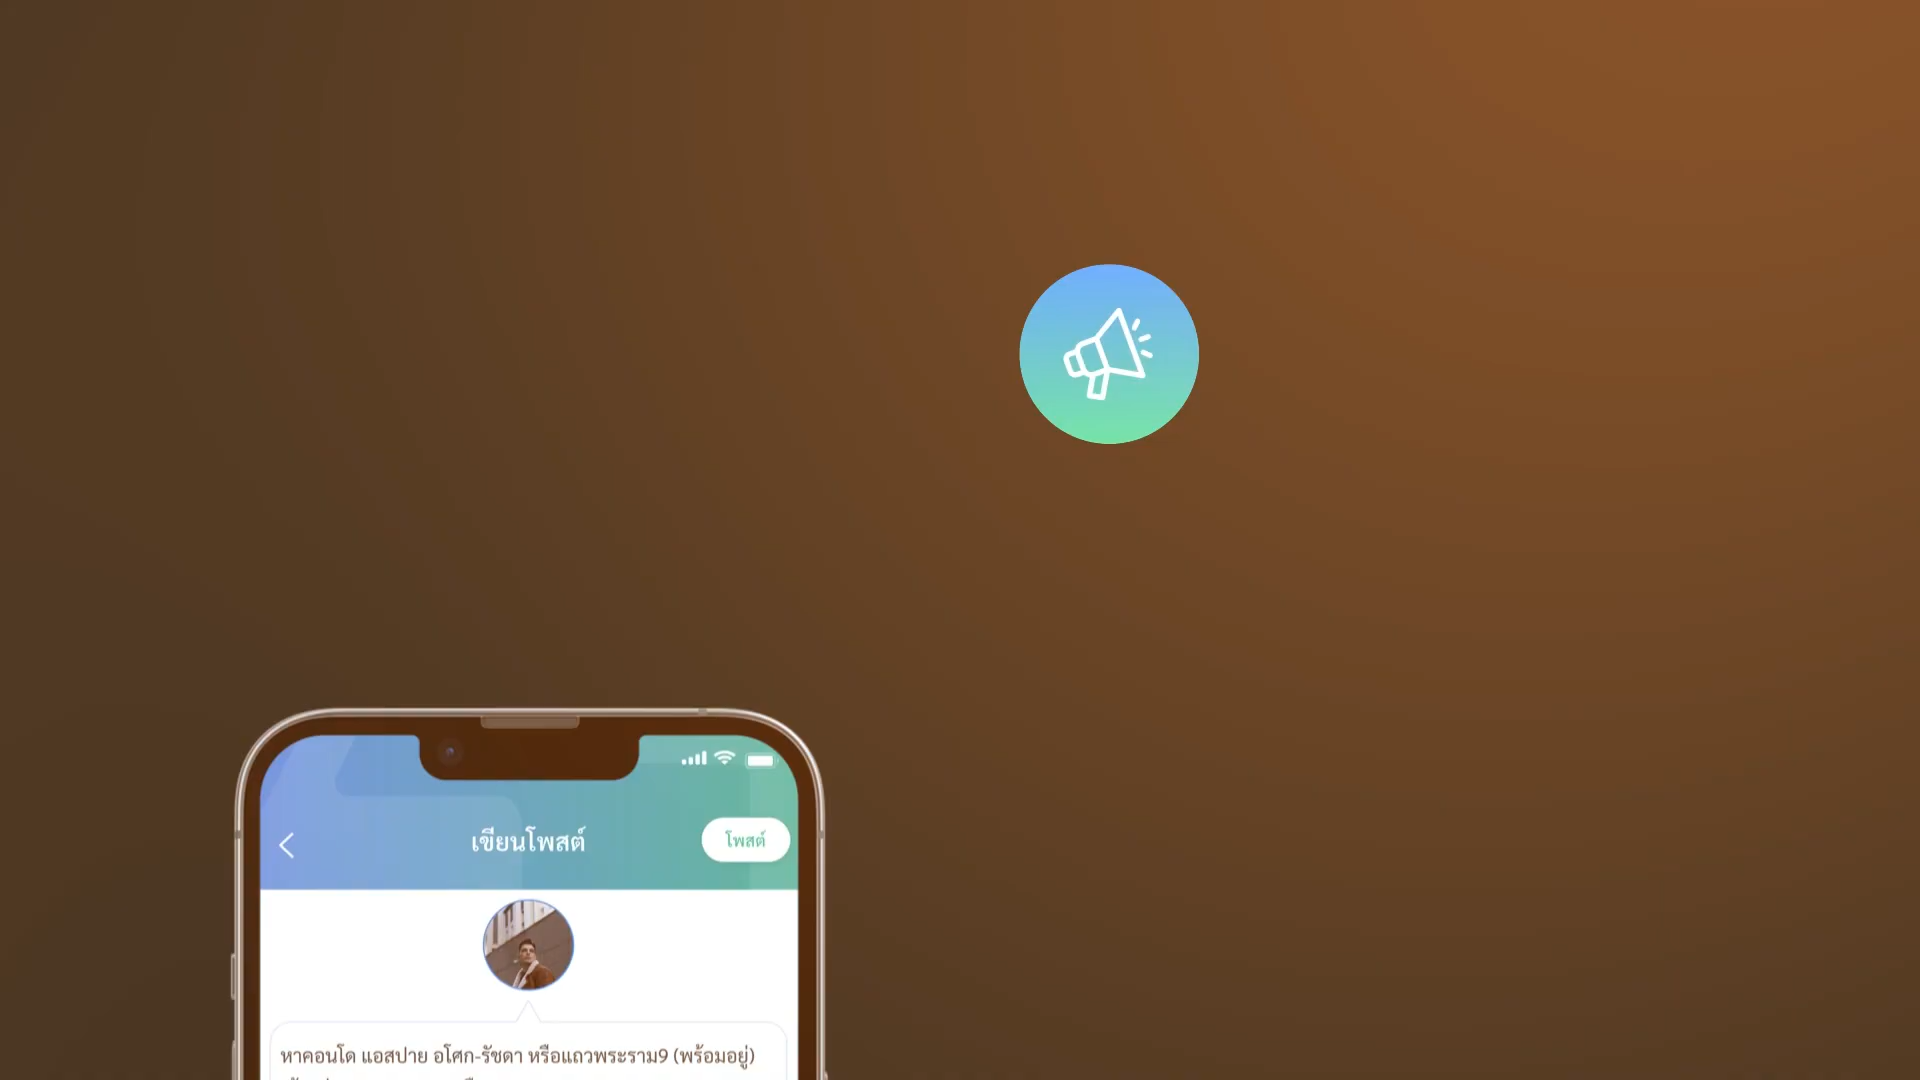 เขียนโพสต์
โพสต์
หาคอนโด แอสปาย อโศก-รัชดา หรือแถวพระราม9 (พร้อมอยู่)